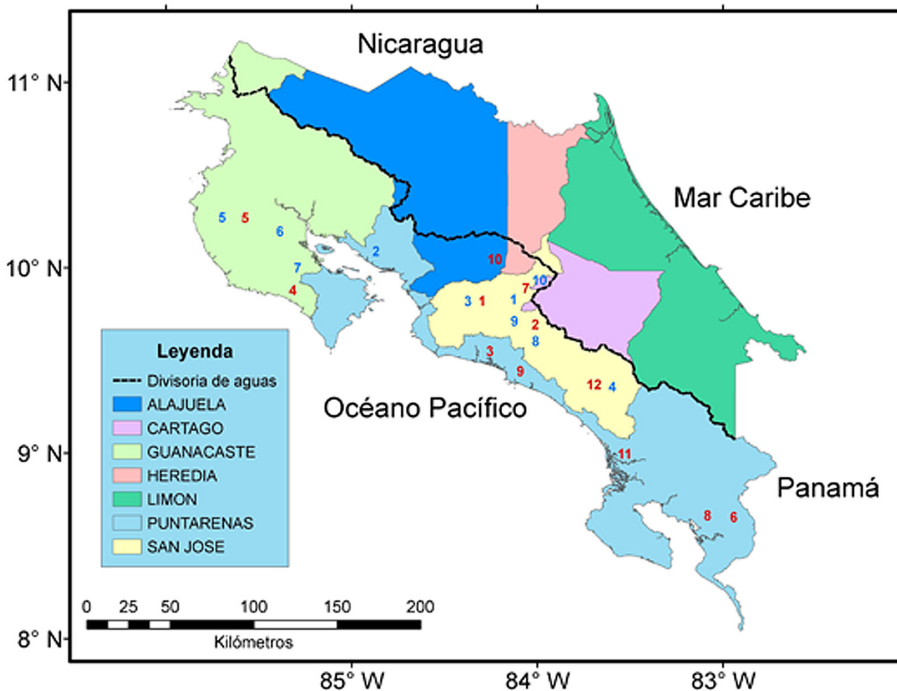 Nicaragua
11° N
Mar Caribe
5 5
6
2
10° N
10
7
4
7 10
3 1 1
9 2
8
3
9
12 4
Leyenda
Divisoria de aguas
ALAJUELA
CARTAGO
GUANACASTE
HEREDIA
LIMON
PUNTARENAS
SAN JOSE
Océano Pacífico
9° N
11
Panamá
8 6
0 25 50 100 150 200
Kilómetros
8° N
85° W 84° W 83° W